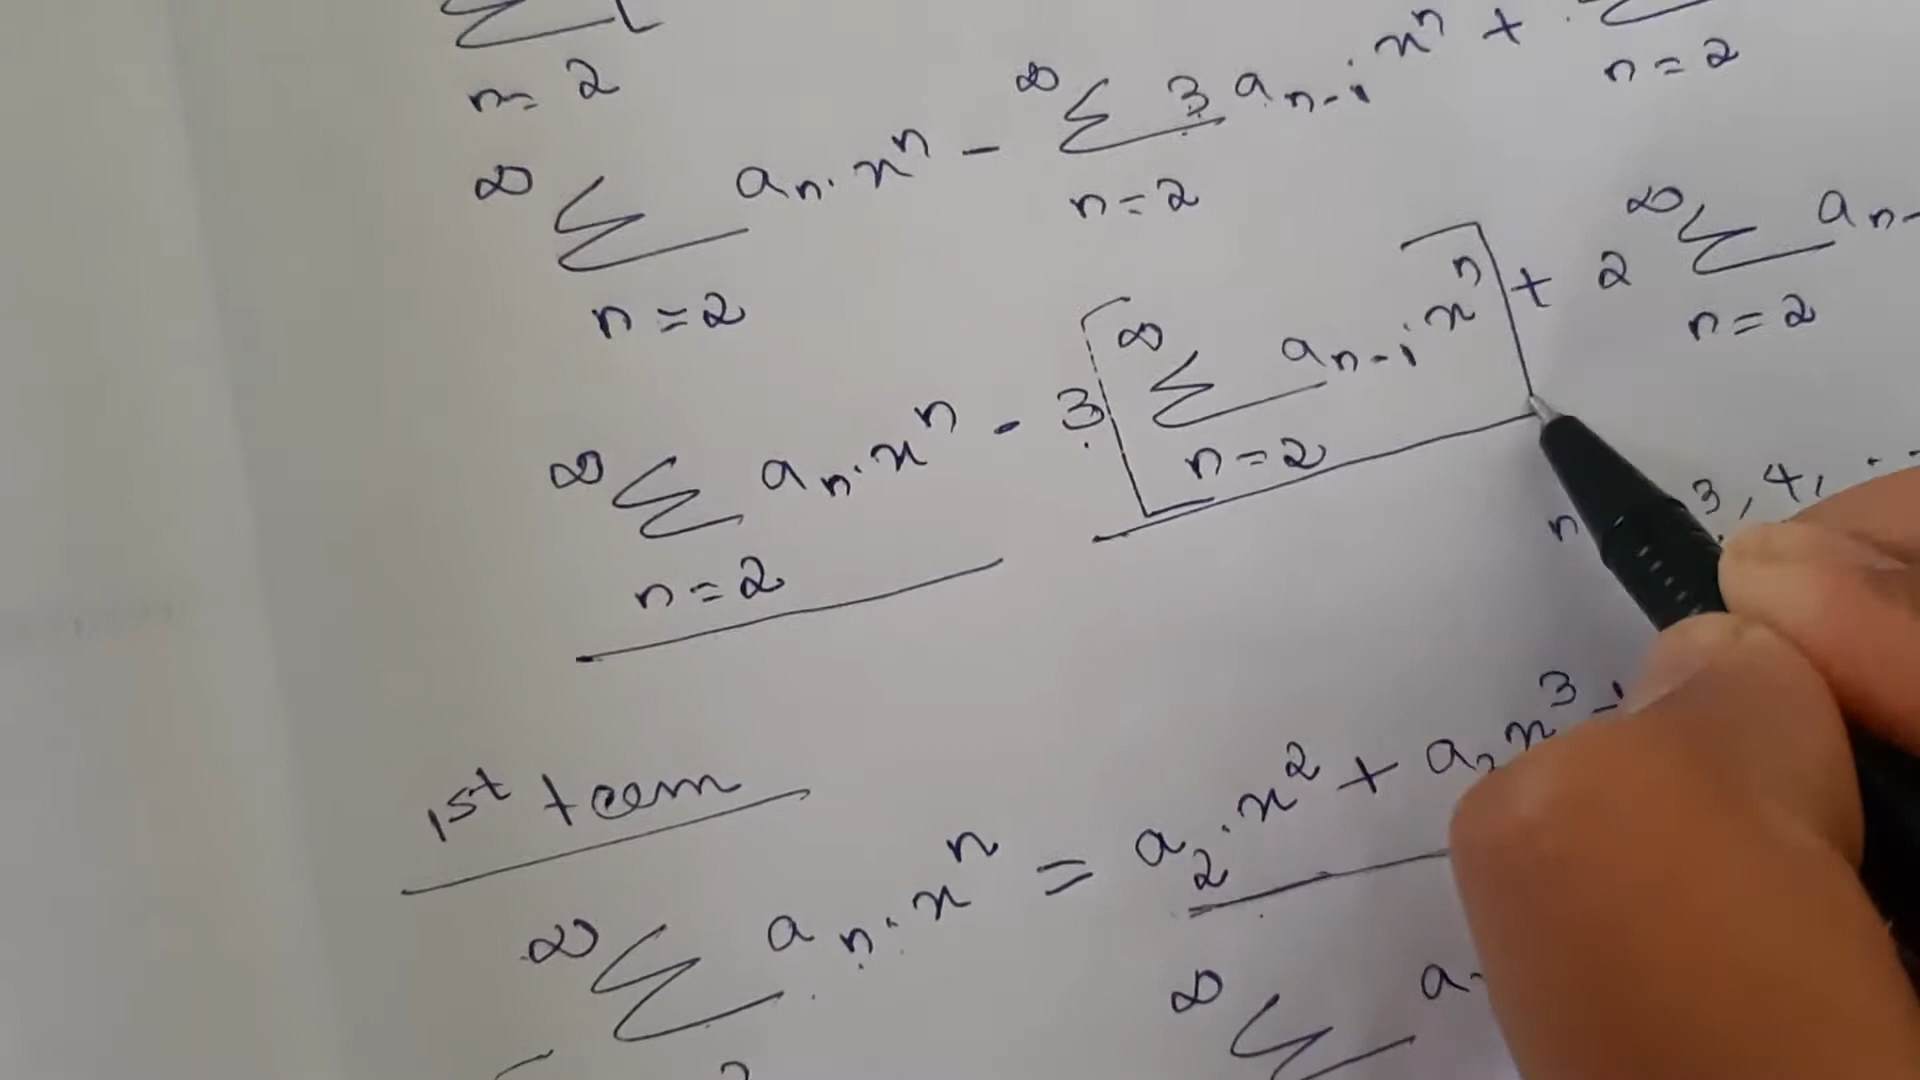 n=2
∞ Σ aₙ·xⁿ - ∞ Σ 3 aₙ₋₁ xⁿ +
n=2 n=2 n=2
∞ Σ aₙ·xⁿ - 3 [ ∞ Σ aₙ₋₁ xⁿ ] + 2 ∞ Σ aₙ₋
n=2 n=2 n=2
n 3, 4, ...
1st term
∞ Σ aₙ·xⁿ = a₂·x² + a₃x³
∞ Σ a